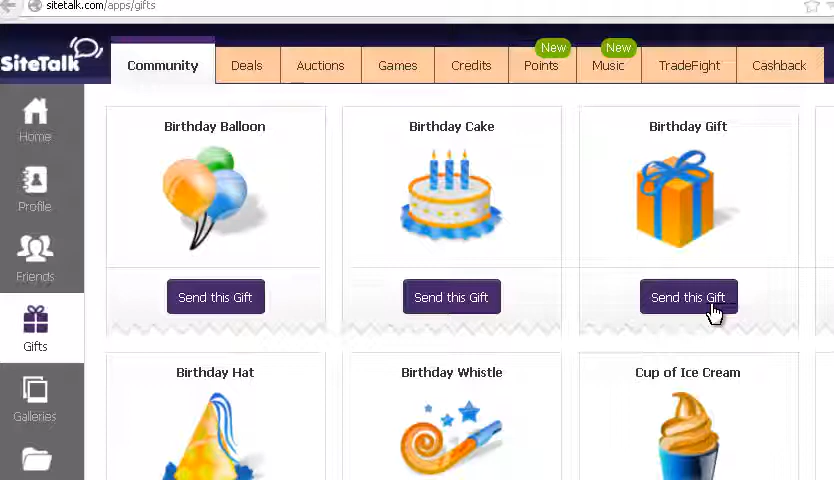 sitetalk.com/apps/gifts
SiteTalk
Community
Deals
Auctions
Games
Credits
New
Points
New
Music
TradeFight
Cashback
Home
Profile
Friends
Gifts
Galleries
Birthday Balloon
Birthday Cake
Birthday Gift
Send this Gift
Send this Gift
Send this Gift
Birthday Hat
Birthday Whistle
Cup of Ice Cream